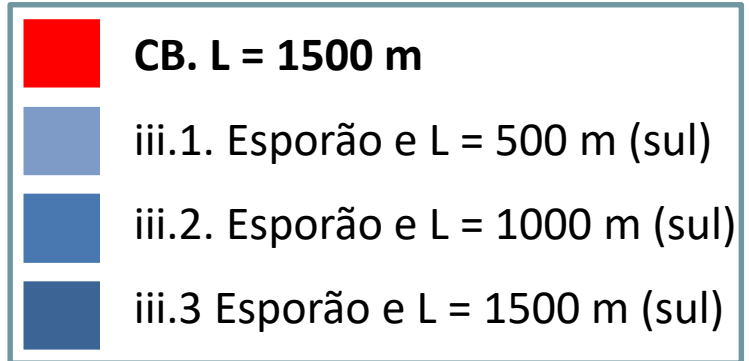 CB. L = 1500 m
iii.1. Esporão e L = 500 m (sul)
iii.2. Esporão e L = 1000 m (sul)
iii.3 Esporão e L = 1500 m (sul)